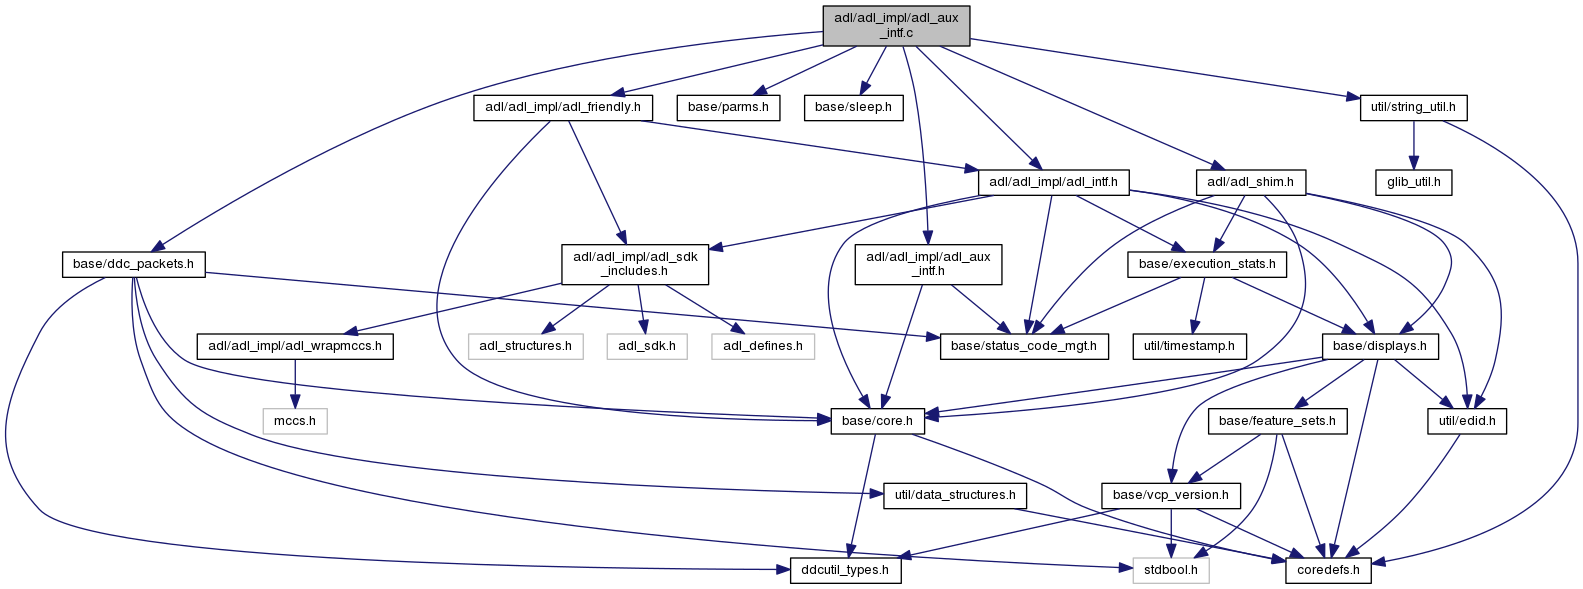 adl/adl_impl/adl_aux
_intf.c
adl/adl_impl/adl_friendly.h
base/parms.h
base/sleep.h
util/string_util.h
adl/adl_impl/adl_intf.h
adl/adl_shim.h
glib_util.h
base/ddc_packets.h
adl/adl_impl/adl_sdk
_includes.h
adl/adl_impl/adl_aux
_intf.h
base/execution_stats.h
adl/adl_impl/adl_wrapmccs.h
adl_structures.h
adl_sdk.h
adl_defines.h
base/status_code_mgt.h
util/timestamp.h
base/displays.h
mccs.h
base/core.h
base/feature_sets.h
util/edid.h
util/data_structures.h
base/vcp_version.h
ddcutil_types.h
stdbool.h
coredefs.h